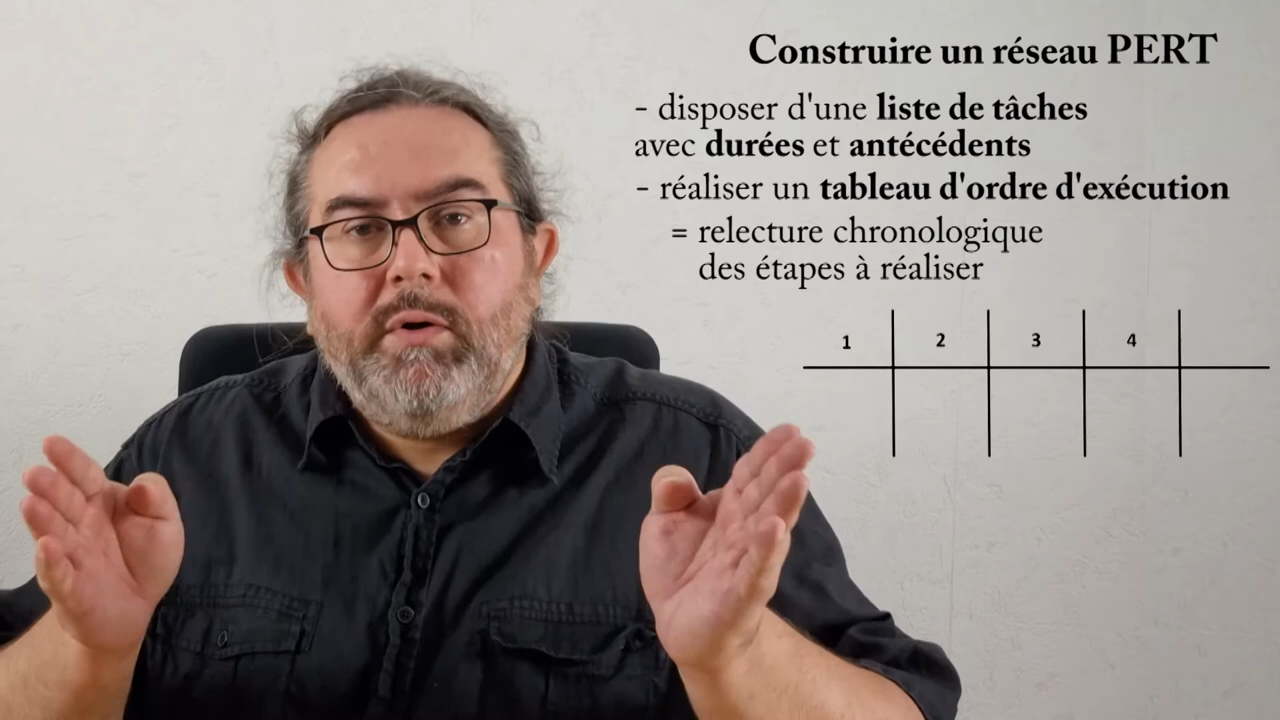 Construire un réseau PERT
- disposer d'une liste de tâches
avec durées et antécédents
- réaliser un tableau d'ordre d'exécution
= relecture chronologique
des étapes à réaliser
1 2 3 4